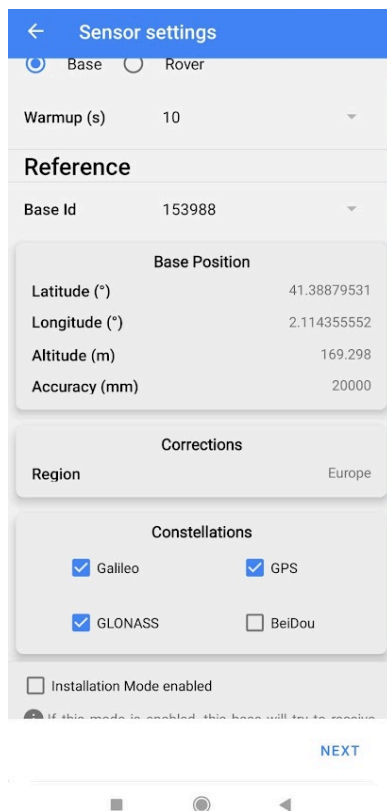 Sensor settings
Base Rover
Warmup (s) 10
Reference
Base Id 153988
Base Position
Latitude (°) 41.38879531
Longitude (°) 2.114355552
Altitude (m) 169.298
Accuracy (mm) 20000
Corrections
Region Europe
Constellations
Galileo GPS
GLONASS BeiDou
Installation Mode enabled
If this mode is enabled, this base will try to receive
NEXT